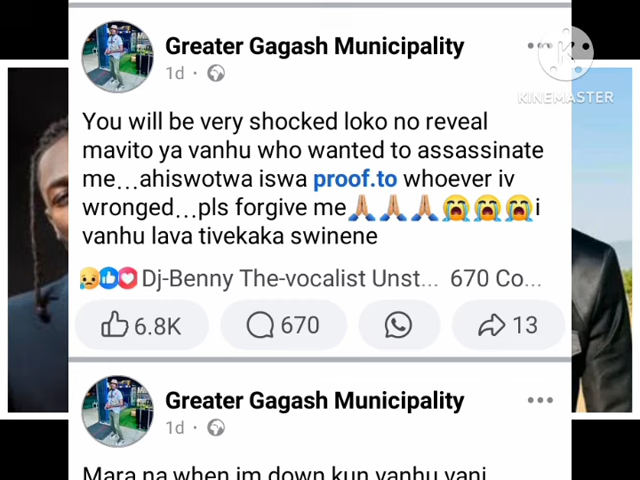 Greater Gagash Municipality
1d
KINEMASTER
You will be very shocked loko no reveal
mavito ya vanhu who wanted to assassinate
me...ahiswotwa iswa proof.to whoever iv
wronged...pls forgive me🙏🏽🙏🏽🙏🏽😭😭😭i
vanhu lava tivekaka swinene
Dj-Benny The-vocalist Unst... 670 Co...
6.8K 670 13
Greater Gagash Municipality
1d
Mara na when im down kun vanhu vani